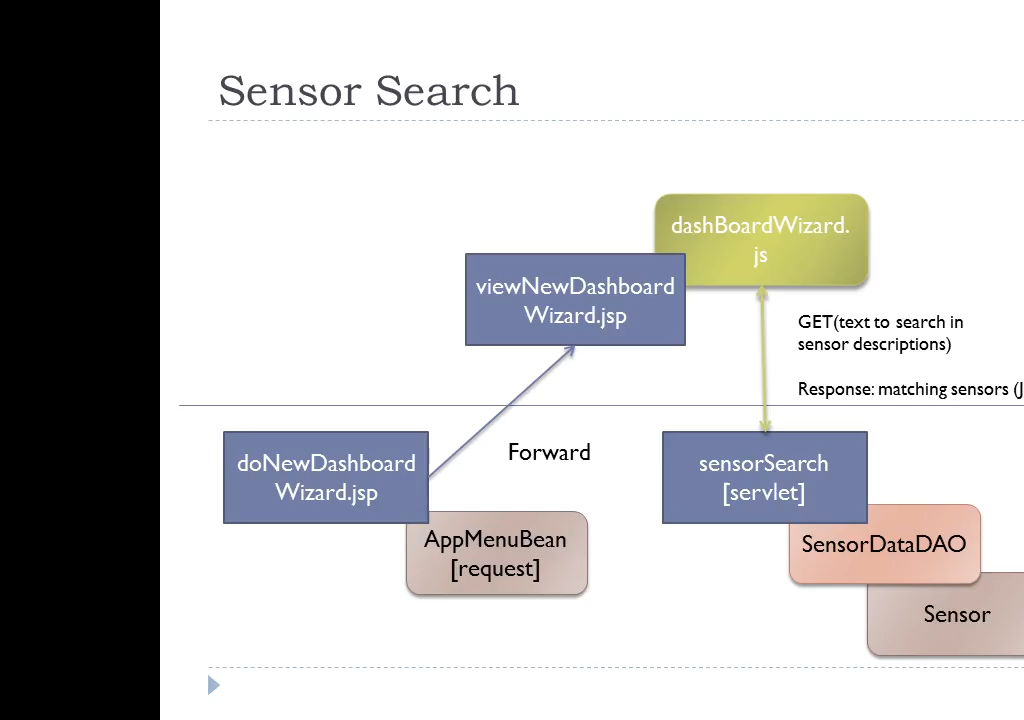 Sensor Search
dashBoardWizard.
js
viewNewDashboard
Wizard.jsp
GET(text to search in
sensor descriptions)
Response: matching sensors (J
doNewDashboard
Wizard.jsp
Forward
sensorSearch
[servlet]
AppMenuBean
[request]
SensorDataDAO
Sensor